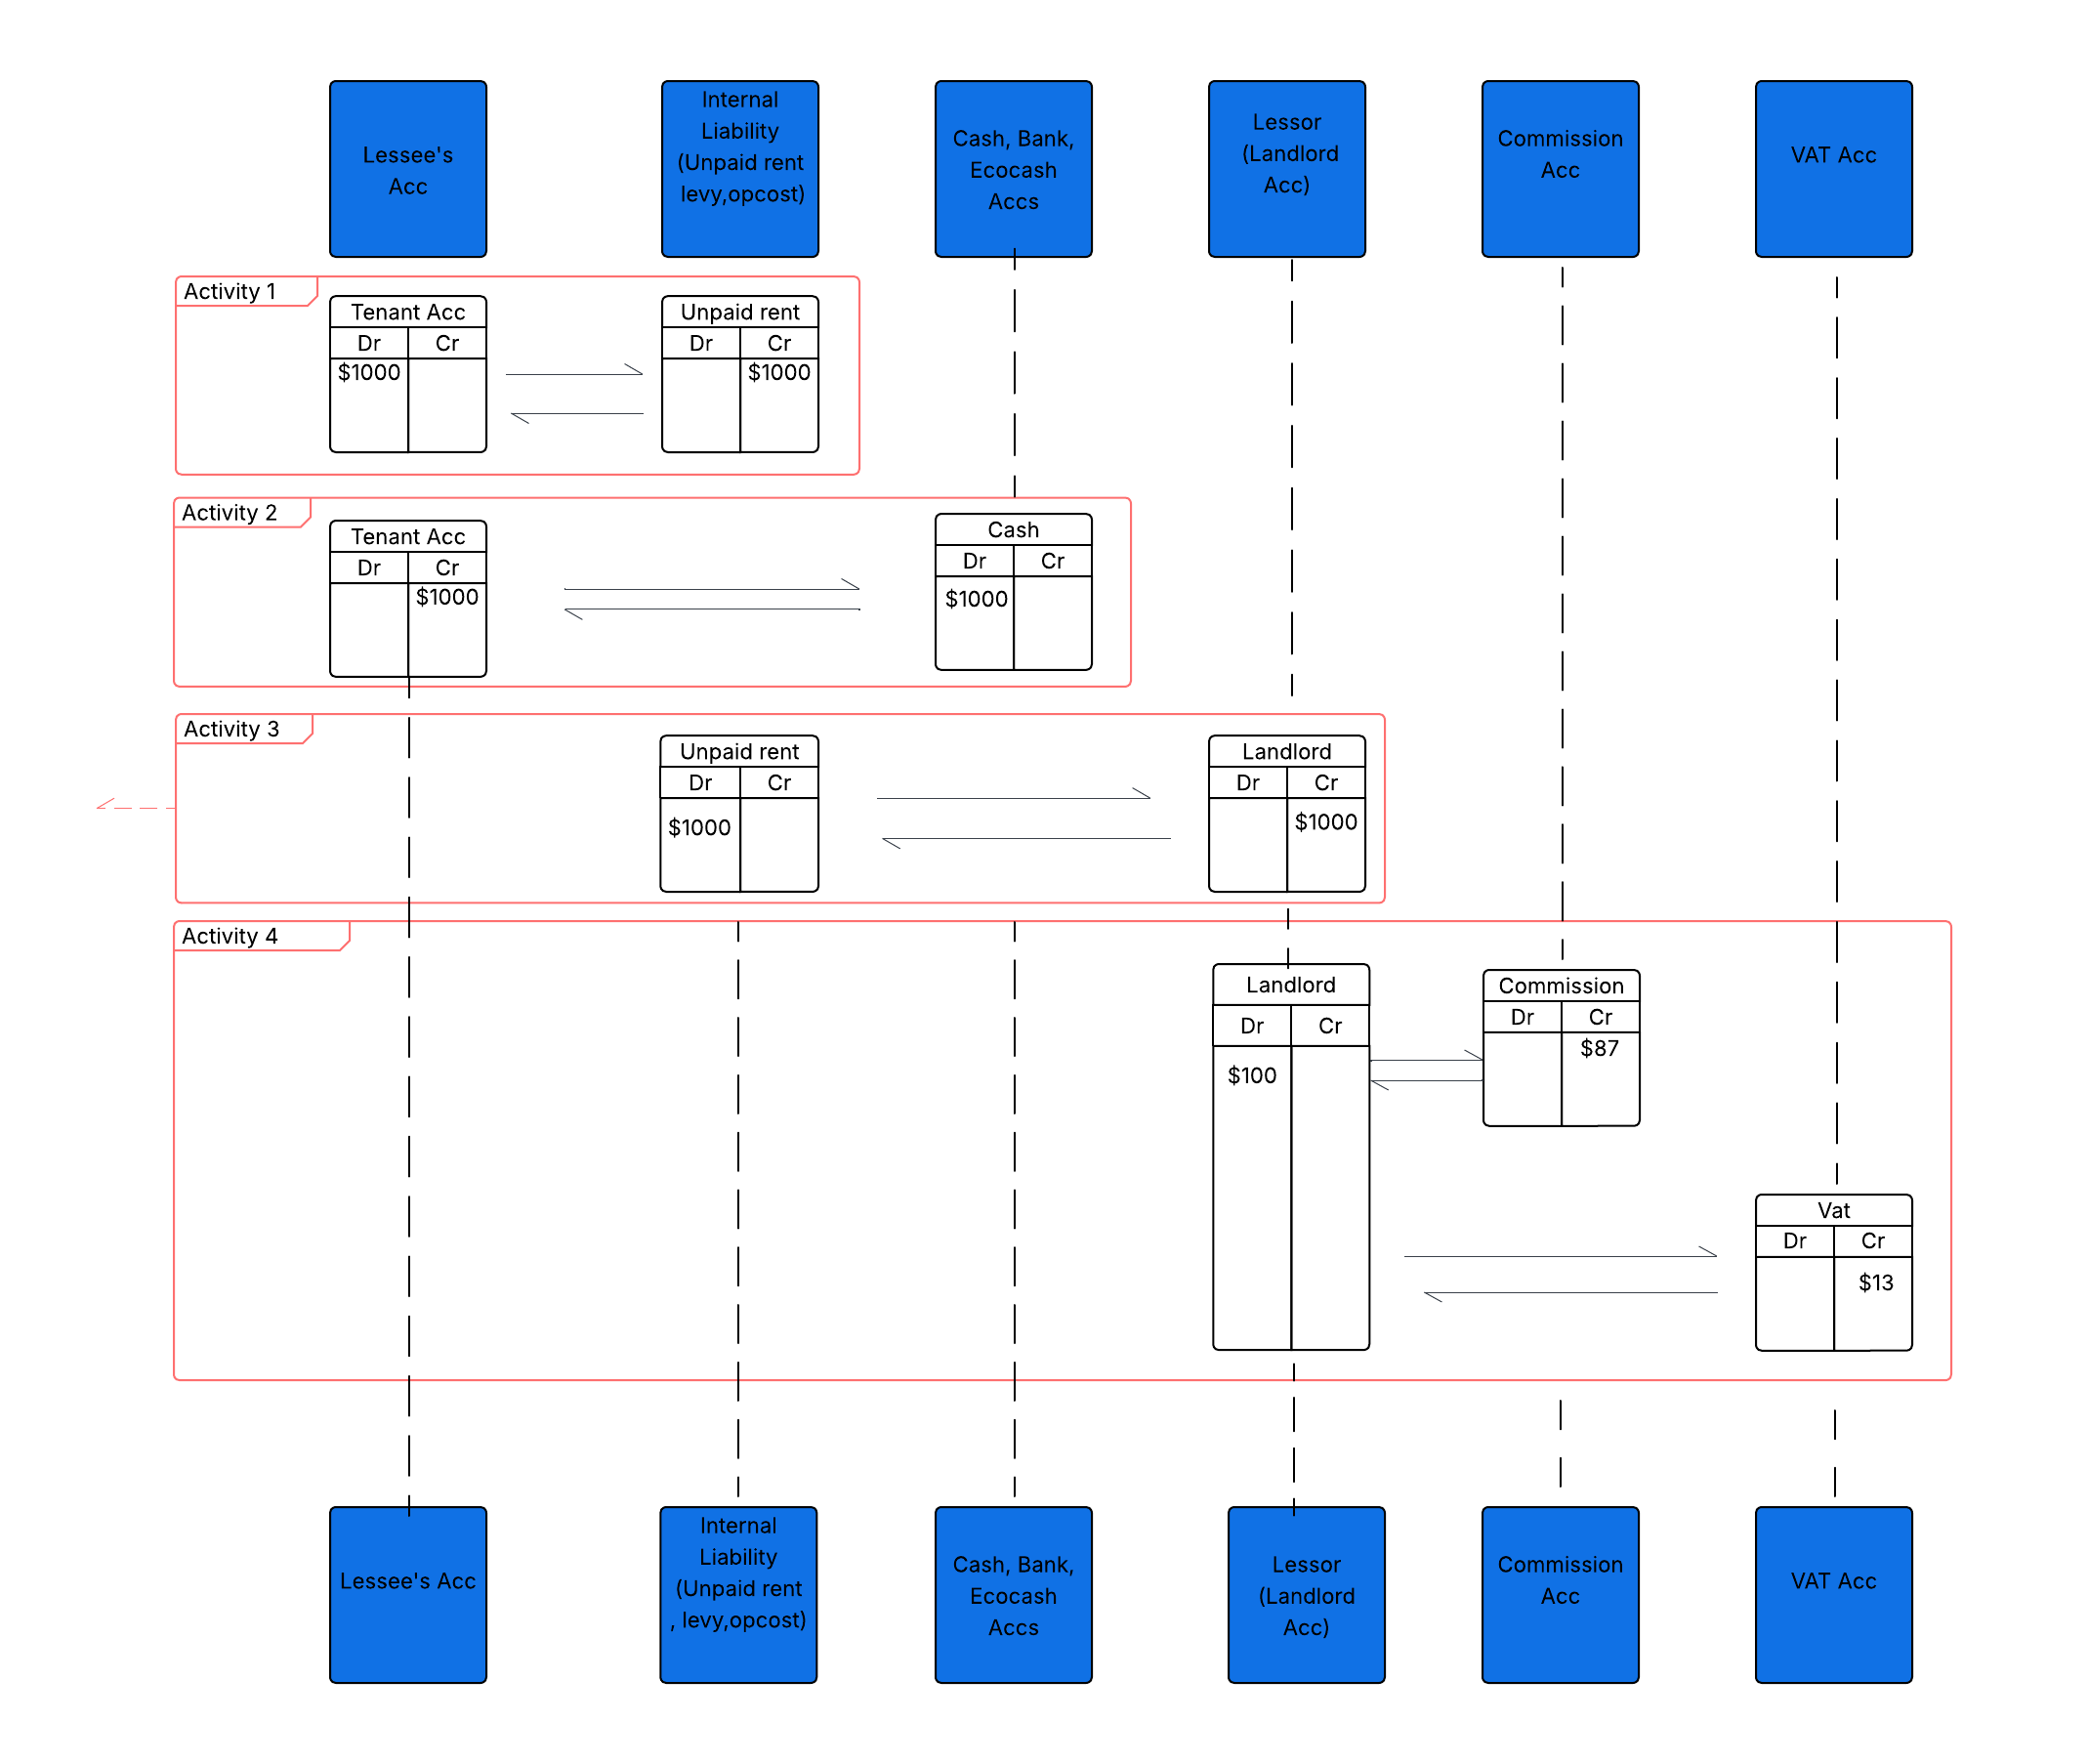 Lessee's
Acc
Internal
Liability
(Unpaid rent
levy,opcost)
Cash, Bank,
Ecocash
Accs
Lessor
(Landlord
Acc)
Commission
Acc
VAT Acc
Activity 1
Tenant Acc
Dr Cr
$1000
Unpaid rent
Dr Cr
$1000
Activity 2
Tenant Acc
Dr Cr
$1000
Cash
Dr Cr
$1000
Activity 3
Unpaid rent
Dr Cr
$1000
Landlord
Dr Cr
$1000
Activity 4
Landlord
Dr Cr
$100
Commission
Dr Cr
$87
Vat
Dr Cr
$13
Lessee's Acc
Internal
Liability
(Unpaid rent
, levy,opcost)
Cash, Bank,
Ecocash
Accs
Lessor
(Landlord
Acc)
Commission
Acc
VAT Acc